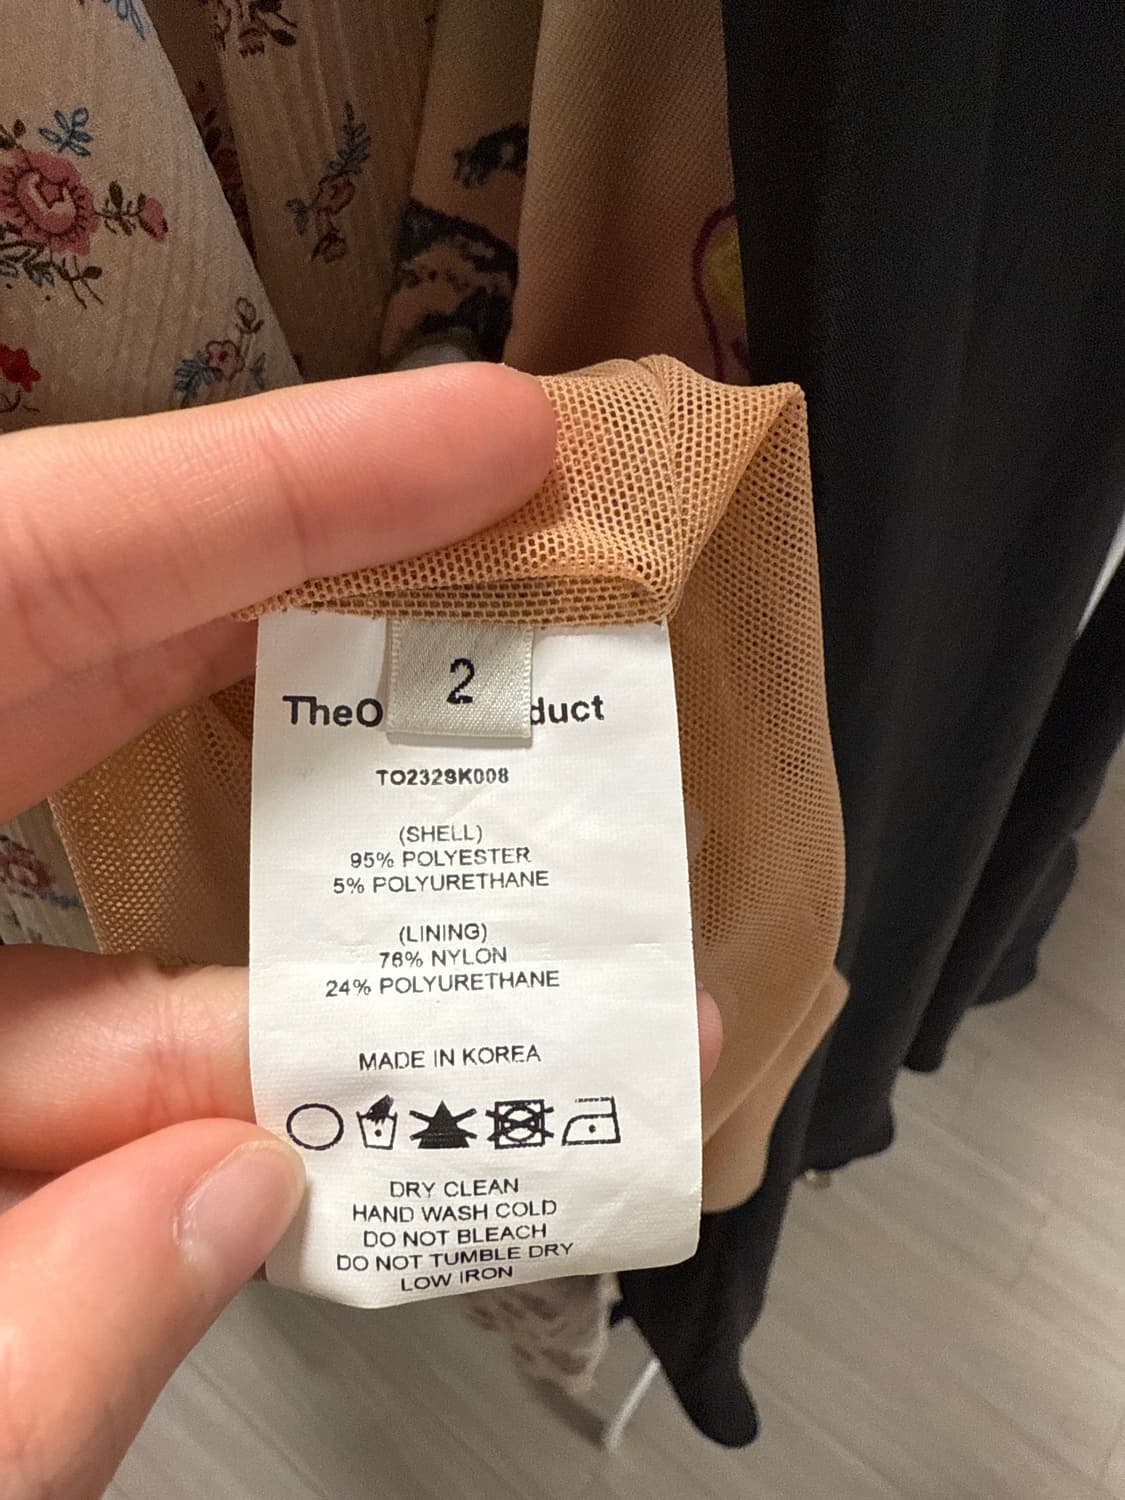 2
TheO duct
TO232SK008
(SHELL)
95% POLYESTER
5% POLYURETHANE
(LINING)
76% NYLON
24% POLYURETHANE
MADE IN KOREA
DRY CLEAN
HAND WASH COLD
DO NOT BLEACH
DO NOT TUMBLE DRY
LOW IRON